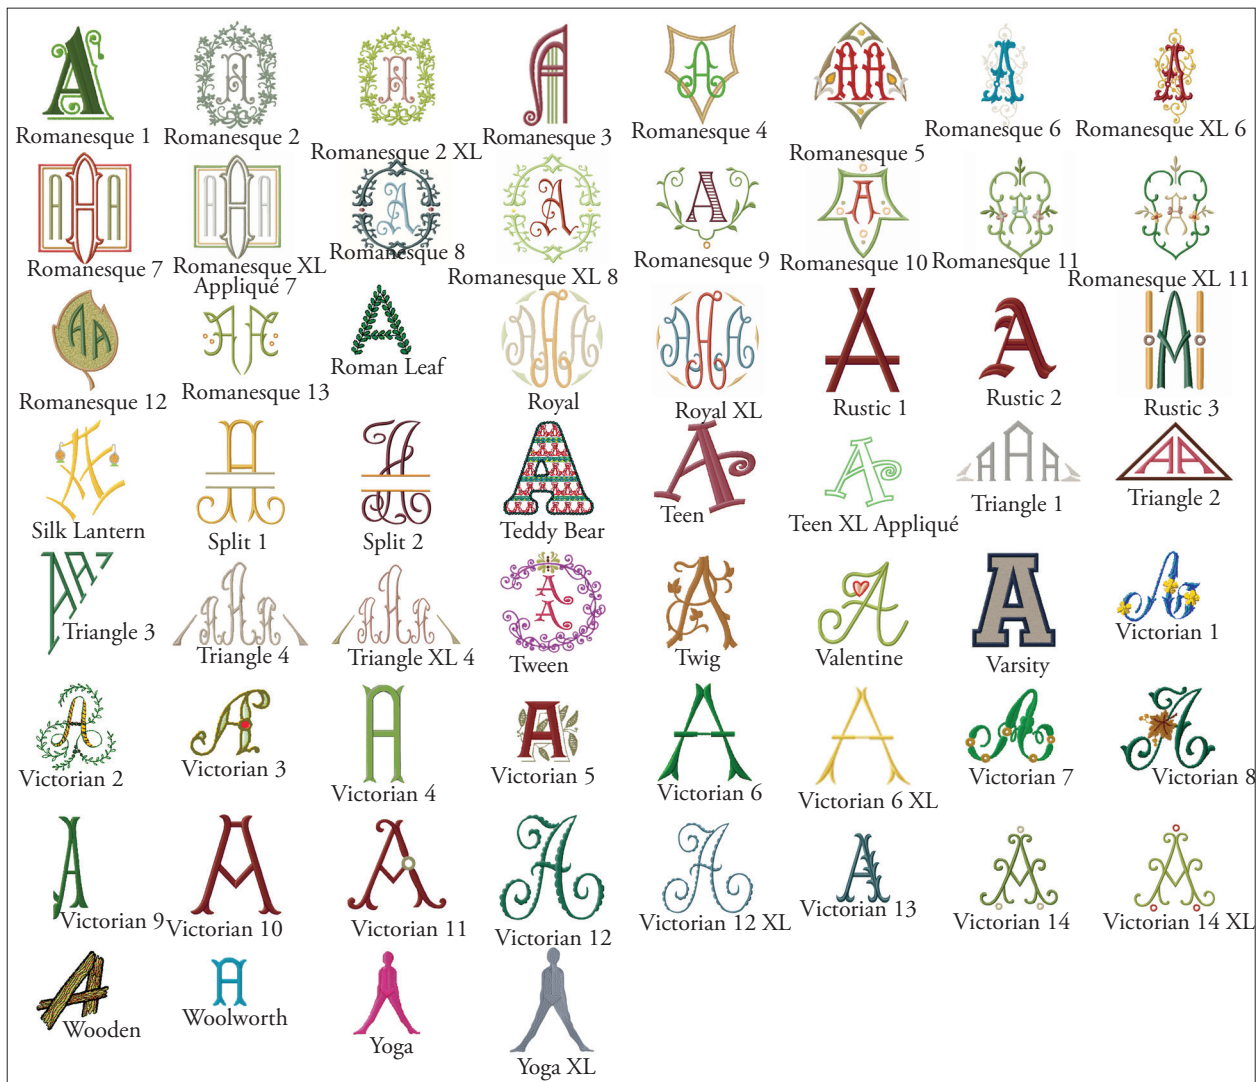 Romanesque 1
Romanesque 2
Romanesque 2 XL
Romanesque 3
Romanesque 4
Romanesque 5
Romanesque 6
Romanesque XL 6
Romanesque 7
Romanesque XL
Appliqué 7
Romanesque 8
Romanesque XL 8
Romanesque 9
Romanesque 10
Romanesque 11
Romanesque XL 11
Romanesque 12
Romanesque 13
Roman Leaf
Royal
Royal XL
Rustic 1
Rustic 2
Rustic 3
Silk Lantern
Split 1
Split 2
Teddy Bear
Teen
Teen XL Appliqué
Triangle 1
Triangle 2
Triangle 3
Triangle 4
Triangle XL 4
Tween
Twig
Valentine
Varsity
Victorian 1
Victorian 2
Victorian 3
Victorian 4
Victorian 5
Victorian 6
Victorian 6 XL
Victorian 7
Victorian 8
Victorian 9
Victorian 10
Victorian 11
Victorian 12
Victorian 12 XL
Victorian 13
Victorian 14
Victorian 14 XL
Wooden
Woolworth
Yoga
Yoga XL